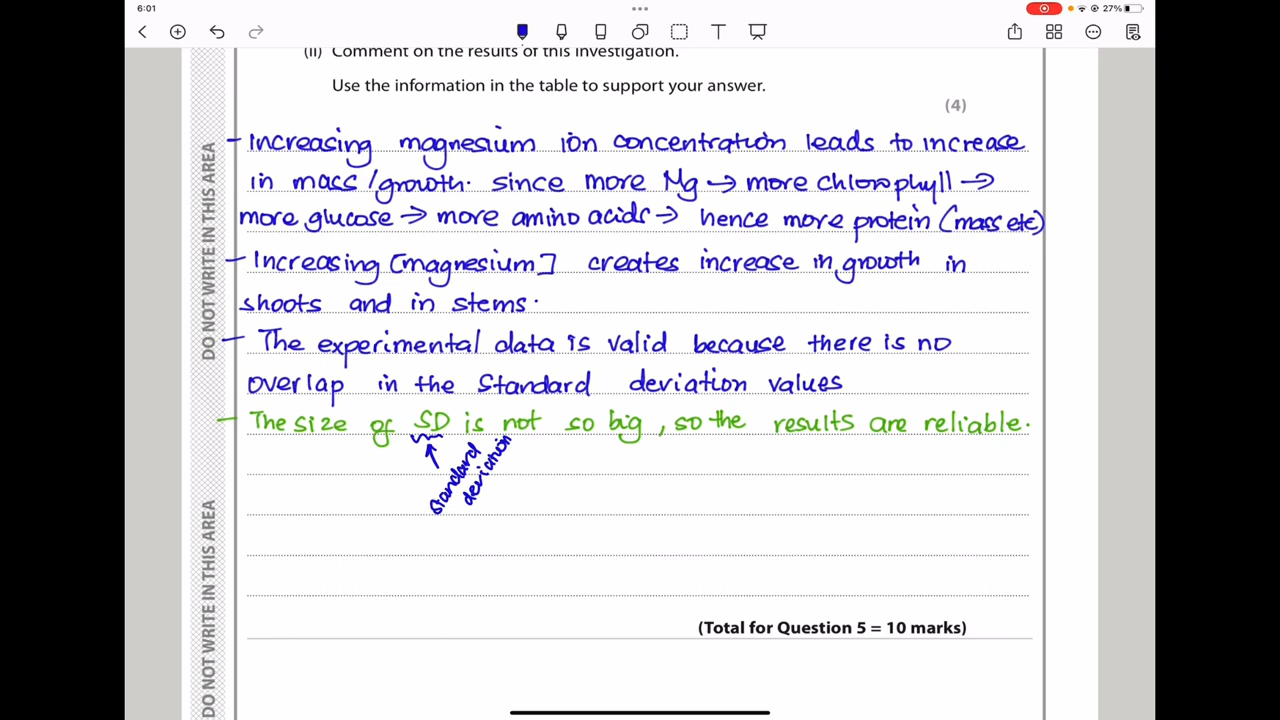 6:01
27%
(ii) Comment on the results of this investigation.
Use the information in the table to support your answer.
(4)
- Increasing magnesium ion concentration leads to increase
in mass/growth. since more Mg → more chlorophyll →
more glucose → more amino acids → hence more protein (mass etc)
- Increasing [magnesium] creates increase in growth in
shoots and in stems.
- The experimental data is valid because there is no
overlap in the standard deviation values
- The size of SD is not so big, so the results are reliable.
↑
standard
deviation
(Total for Question 5 = 10 marks)
DO NOT WRITE IN THIS AREA
DO NOT WRITE IN THIS AREA